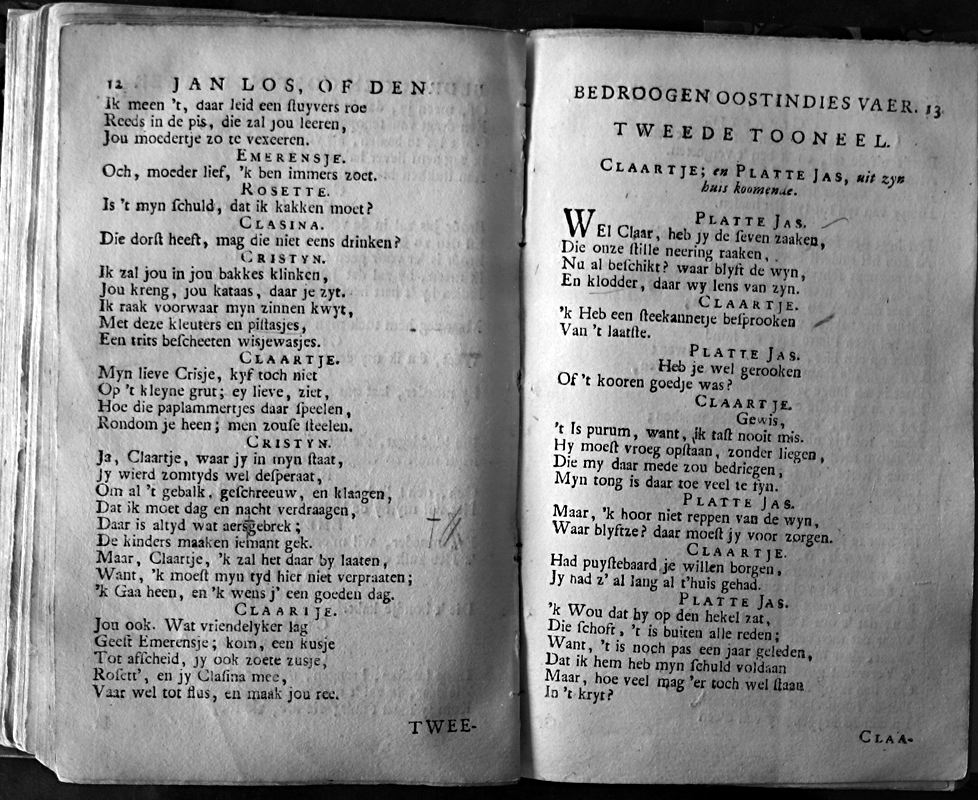 12 JAN LOS, OF DEN
Ik meen 't, daar leid een ſtuyvers roe
Reeds in de pis, die zal jou leeren,
Jou moedertje zo te vexeeren.
EMERENSJE.
Och, moeder lief, 'k ben immers zoet.
ROSETTE.
Is 't myn ſchuld, dat ik kakken moet?
CLASINA.
Die dorſt heeft, mag die niet eens drinken?
CRISTYN.
Ik zal jou in jou bakkes klinken,
Jou kreng, jou kataas, daar je zyt.
Ik raak voorwaar myn zinnen kwyt,
Met deze kleuters en piſtasjes,
Een trits beſcheeten wisjewasjes.
CLAARTJE.
Myn lieve Crisje, kyf toch niet
Op 't kleyne grut; ey lieve, ziet,
Hoe die paplammertjes daar ſpeelen,
Rondom je heen; men zouſe ſteelen.
CRISTYN.
Ja, Claartje, waar jy in myn ſtaat,
Jy wierd zomtyds wel deſperaat,
Om al 't gebalk, geſchreeuw, en klaagen,
Dat ik moet dag en nacht verdraagen,
Daar is altyd wat aersgebrek;
De kinders maaken iemant gek.
Maar, Claartje, 'k zal het daar by laaten,
Want, 'k moeſt myn tyd hier niet verpraaten;
'k Gaa heen, en 'k wens j' een goeden dag.
CLAARTJE.
Jou ook. Wat vriendelyker lag
Geeft Emerensje; kom, een kusje
Tot afſcheid, jy ook zoete zusje,
Roſett', en jy Claſina mee,
Vaar wel tot flus, en maak jou ree.
TWEE-
BEDROOGEN OOSTINDIES VAER. 13
TWEEDE TOONEEL.
CLAARTJE; en PLATTE JAS, uit zyn
huis koomende.
PLATTE JAS.
WEl Claar, heb jy de ſeven zaaken,
Die onze ſtille neering raaken,
Nu al beſchikt? waar blyft de wyn,
En klodder, daar wy lens van zyn.
CLAARTJE.
'k Heb een ſteekannetje beſprooken
Van 't laatſte.
PLATTE JAS.
Heb je wel gerooken
Of 't kooren goedje was?
CLAARTJE.
Gewis,
't Is purum, want, ik taſt nooit mis.
Hy moeſt vroeg opſtaan, zonder liegen,
Die my daar mede zou bedriegen,
Myn tong is daar toe veel te fyn.
PLATTE JAS.
Maar, 'k hoor niet reppen van de wyn,
Waar blyftze? daar moeſt jy voor zorgen.
CLAARTJE.
Had puyſtebaard je willen borgen,
Jy had z' al lang al t'huis gehad.
PLATTE JAS.
'k Wou dat hy op den hekel zat,
Die ſchoft, 't is buiten alle reden;
Want, 't is noch pas een jaar geleden,
Dat ik hem heb myn ſchuld voldaan
Maar, hoe veel mag 'er toch wel ſtaan
In 't kryt?
CLAA-